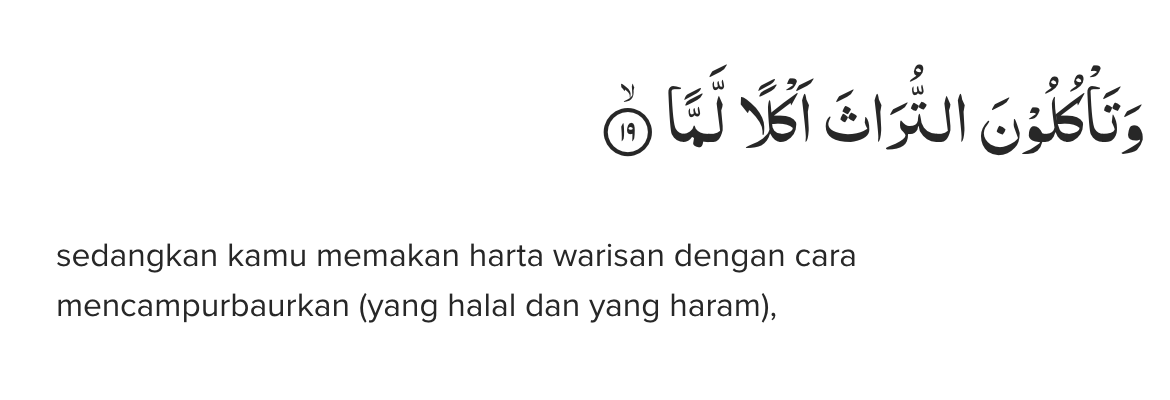 وَتَأْكُلُوْنَ التُّرَاثَ اَكْلًا لَّمًّاۙ ۝١٩
sedangkan kamu memakan harta warisan dengan cara
mencampurbaurkan (yang halal dan yang haram),